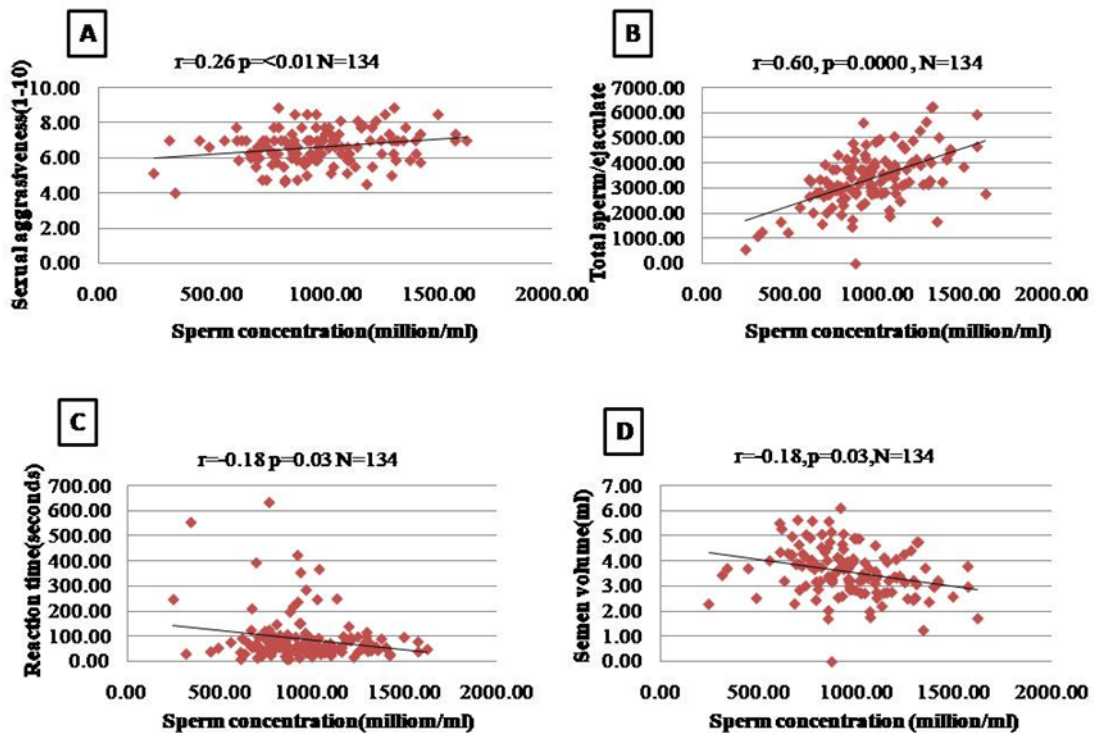 A
r=0.26 p=<0.01 N=134
Sexual aggrasiveness(1-10)
10.00
8.00
6.00
4.00
2.00
0.00
0.00 500.00 1000.00 1500.00 2000.00
Sperm concentration(million/ml)
B
r=0.60, p=0.0000 , N=134
Total sperm/ejaculate
7000.00
6000.00
5000.00
4000.00
3000.00
2000.00
1000.00
0.00
0.00 500.00 1000.00 1500.00 2000.00
Sperm concentration(million/ml)
C
r=-0.18 p=0.03 N=134
Reaction time(seconds)
700.00
600.00
500.00
400.00
300.00
200.00
100.00
0.00
0.00 500.00 1000.00 1500.00 2000.00
Sperm concentration(milliom/ml)
D
r=-0.18,p=0.03,N=134
Semen volume(ml)
7.00
6.00
5.00
4.00
3.00
2.00
1.00
0.00
0.00 500.00 1000.00 1500.00 2000.00
Sperm concentration (million/ml)